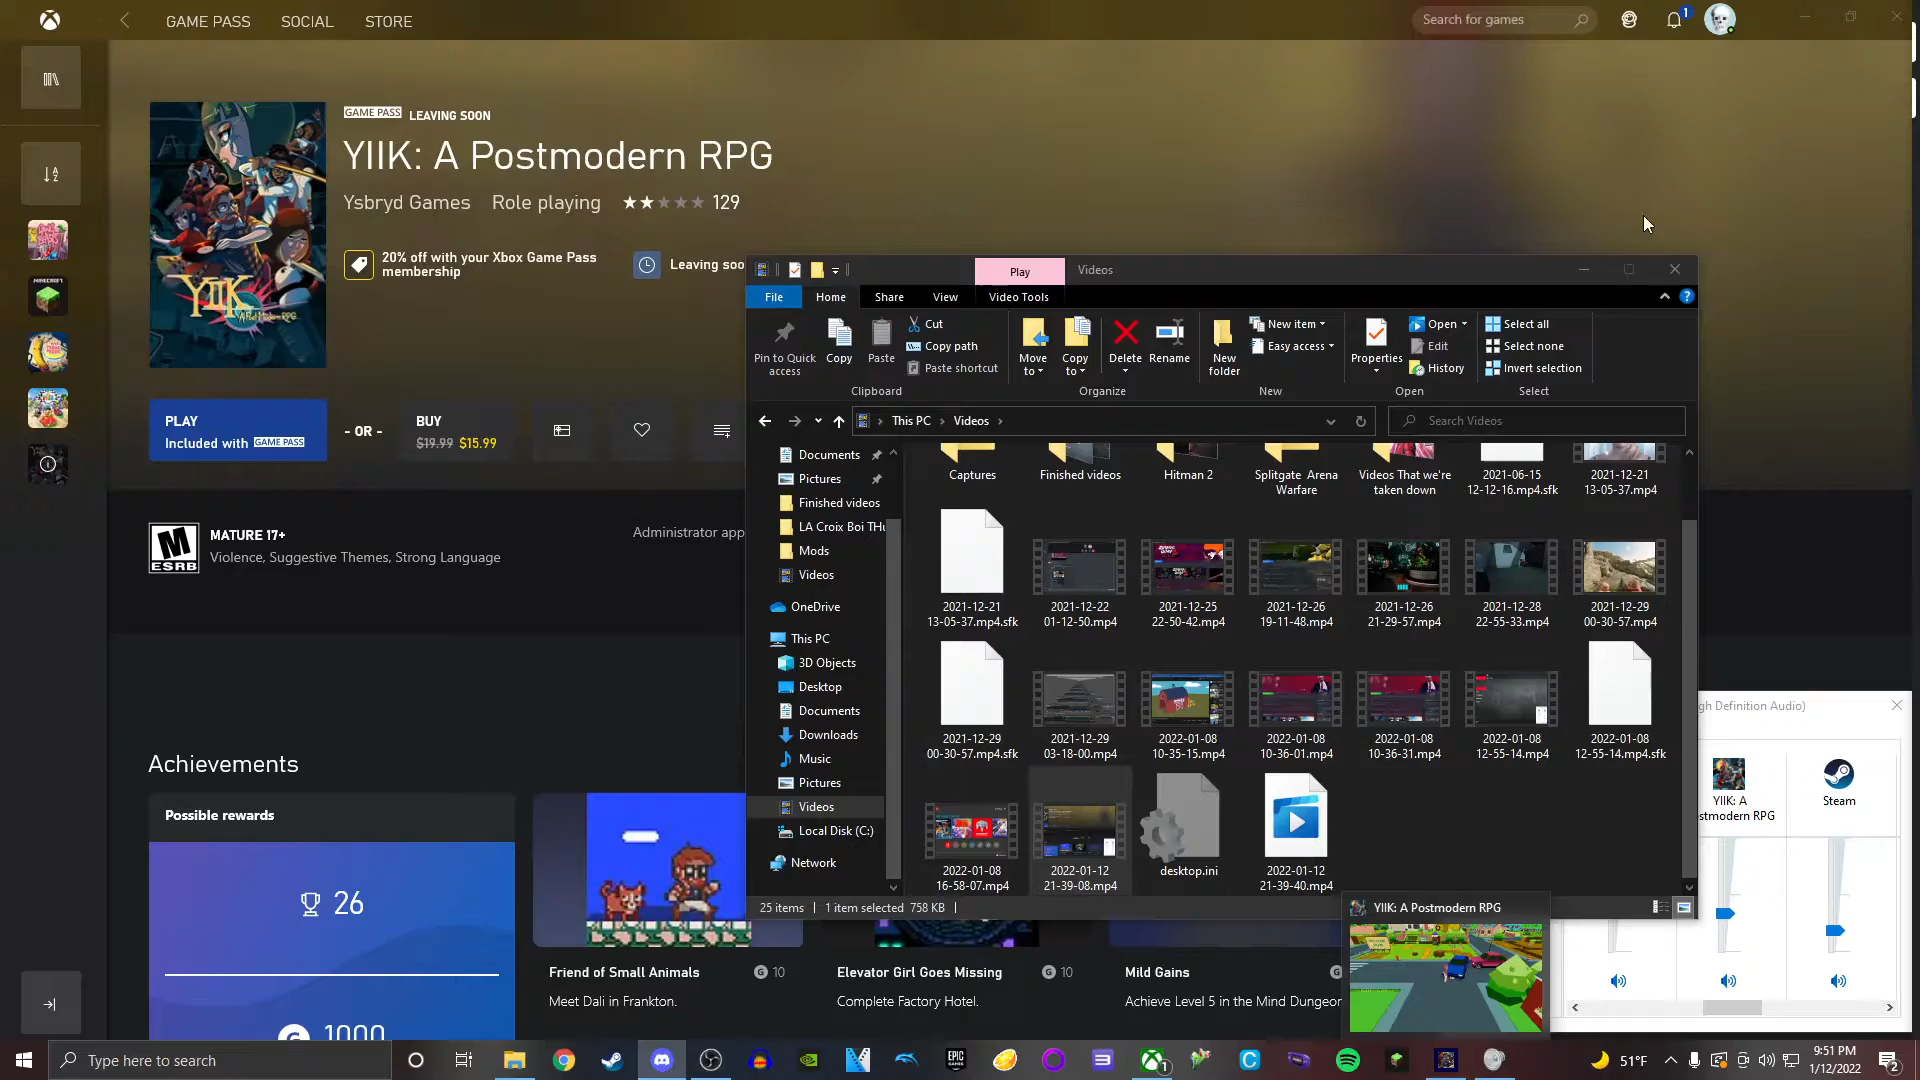 GAME PASS
SOCIAL
STORE
Search for games
1
GAME PASS LEAVING SOON
YIIK: A Postmodern RPG
Ysbryd Games Role playing 129
20% off with your Xbox Game Pass
membership
Leaving soo
YIIK
PLAY
Included with GAME PASS
- OR -
BUY
$19.99 $15.99
M
ESRB
MATURE 17+
Violence, Suggestive Themes, Strong Language
Administrator app
Achievements
Possible rewards
26
1000
Friend of Small Animals
10
Meet Dali in Frankton.
Elevator Girl Goes Missing
10
Complete Factory Hotel.
Mild Gains
Achieve Level 5 in the Mind Dungeon
Play
Videos
File
Home
Share
View
Video Tools
Pin to Quick
access
Copy
Paste
Cut
Copy path
Paste shortcut
Clipboard
Move
to
Copy
to
Delete
Rename
Organize
New
folder
New item
Easy access
New
Properties
Open
Edit
History
Open
Select all
Select none
Invert selection
Select
This PC
Videos
Search Videos
Documents
Pictures
Finished videos
LA Croix Boi THu
Mods
Videos
OneDrive
This PC
3D Objects
Desktop
Documents
Downloads
Music
Pictures
Videos
Local Disk (C:)
Network
Captures
Finished videos
Hitman 2
Splitgate Arena
Warfare
Videos That we're
taken down
2021-06-15
12-12-16.mp4.sfk
2021-12-21
13-05-37.mp4
2021-12-21
13-05-37.mp4.sfk
2021-12-22
01-12-50.mp4
2021-12-25
22-50-42.mp4
2021-12-26
19-11-48.mp4
2021-12-26
21-29-57.mp4
2021-12-28
22-55-33.mp4
2021-12-29
00-30-57.mp4
2021-12-29
00-30-57.mp4.sfk
2021-12-29
03-18-00.mp4
2022-01-08
10-35-15.mp4
2022-01-08
10-36-01.mp4
2022-01-08
10-36-31.mp4
2022-01-08
12-55-14.mp4
2022-01-08
12-55-14.mp4.sfk
2022-01-08
16-58-07.mp4
2022-01-12
21-39-08.mp4
desktop.ini
2022-01-12
21-39-40.mp4
25 items
1 item selected 758 KB
YIIK: A Postmodern RPG
gh Definition Audio)
YIIK: A
stmodern RPG
Steam
Type here to search
EPIC
51°F
9:51 PM
1/12/2022
2